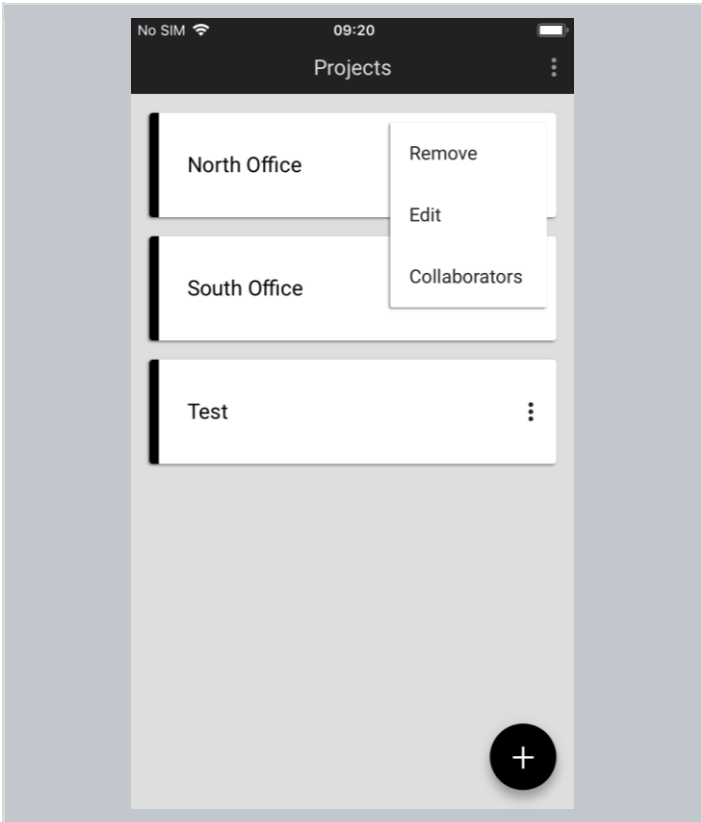 No SIM 09:20
Projects
North Office
Remove
Edit
South Office
Collaborators
Test